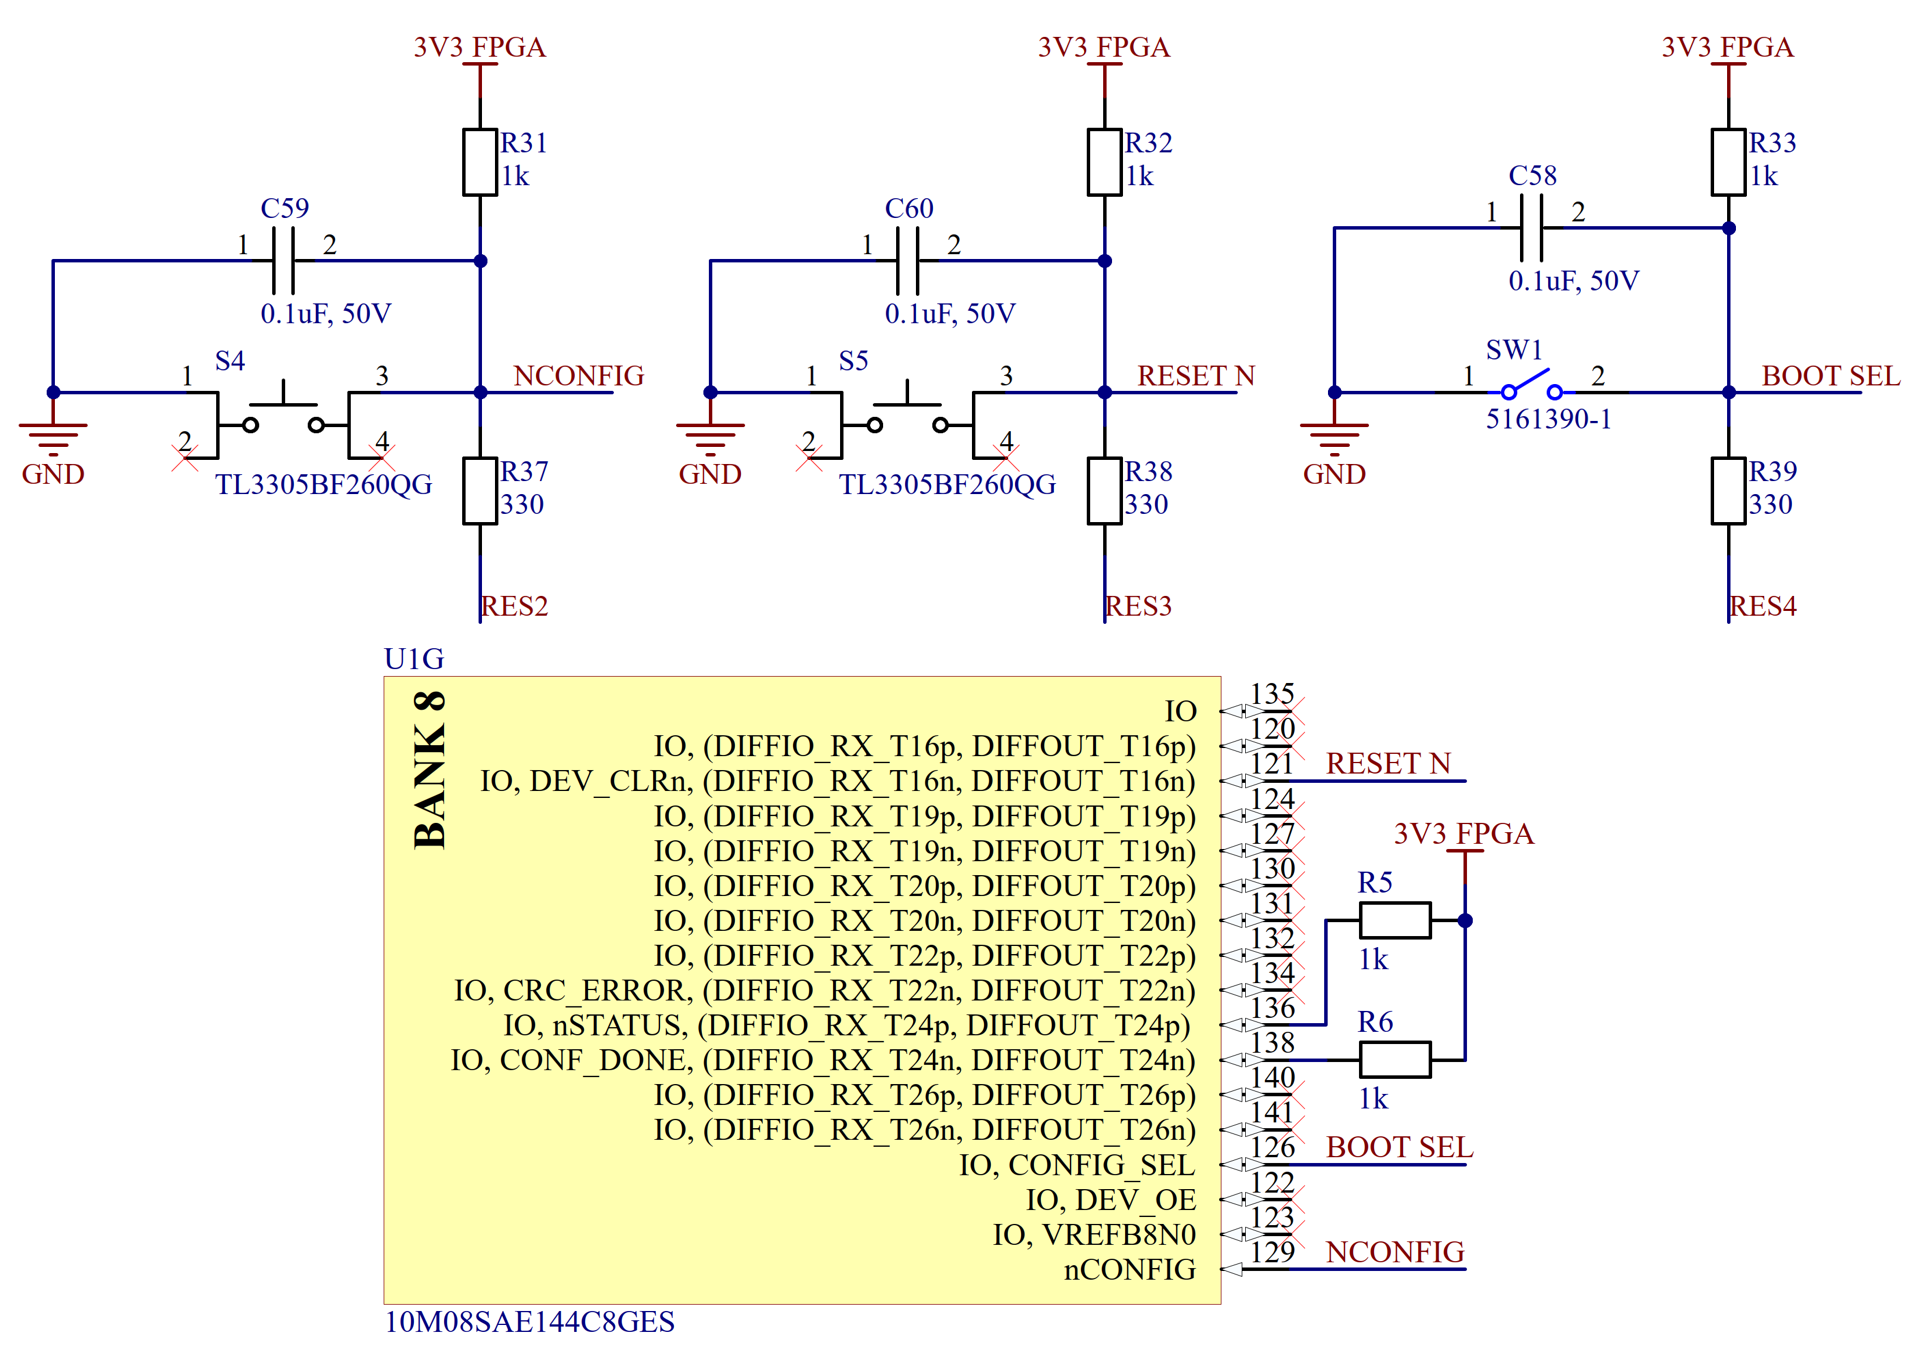 3V3 FPGA
R31
1k
C59
1
2
0.1uF, 50V
S4
1
3
NCONFIG
2
4
GND
TL3305BF260QG
R37
330
RES2
3V3 FPGA
R32
1k
C60
1
2
0.1uF, 50V
S5
1
3
RESET N
2
4
GND
TL3305BF260QG
R38
330
RES3
3V3 FPGA
R33
1k
C58
1
2
0.1uF, 50V
SW1
1
2
BOOT SEL
5161390-1
GND
R39
330
RES4
U1G
BANK 8
IO 135
IO, (DIFFIO_RX_T16p, DIFFOUT_T16p) 120
IO, DEV_CLRn, (DIFFIO_RX_T16n, DIFFOUT_T16n) 121 RESET N
IO, (DIFFIO_RX_T19p, DIFFOUT_T19p) 124
IO, (DIFFIO_RX_T19n, DIFFOUT_T19n) 127
IO, (DIFFIO_RX_T20p, DIFFOUT_T20p) 130
IO, (DIFFIO_RX_T20n, DIFFOUT_T20n) 131
IO, (DIFFIO_RX_T22p, DIFFOUT_T22p) 132
IO, CRC_ERROR, (DIFFIO_RX_T22n, DIFFOUT_T22n) 134
IO, nSTATUS, (DIFFIO_RX_T24p, DIFFOUT_T24p) 136
IO, CONF_DONE, (DIFFIO_RX_T24n, DIFFOUT_T24n) 138
IO, (DIFFIO_RX_T26p, DIFFOUT_T26p) 140
IO, (DIFFIO_RX_T26n, DIFFOUT_T26n) 141
IO, CONFIG_SEL 126 BOOT SEL
IO, DEV_OE 122
IO, VREFB8N0 123
nCONFIG 129 NCONFIG
3V3 FPGA
R5
1k
R6
1k
10M08SAE144C8GES